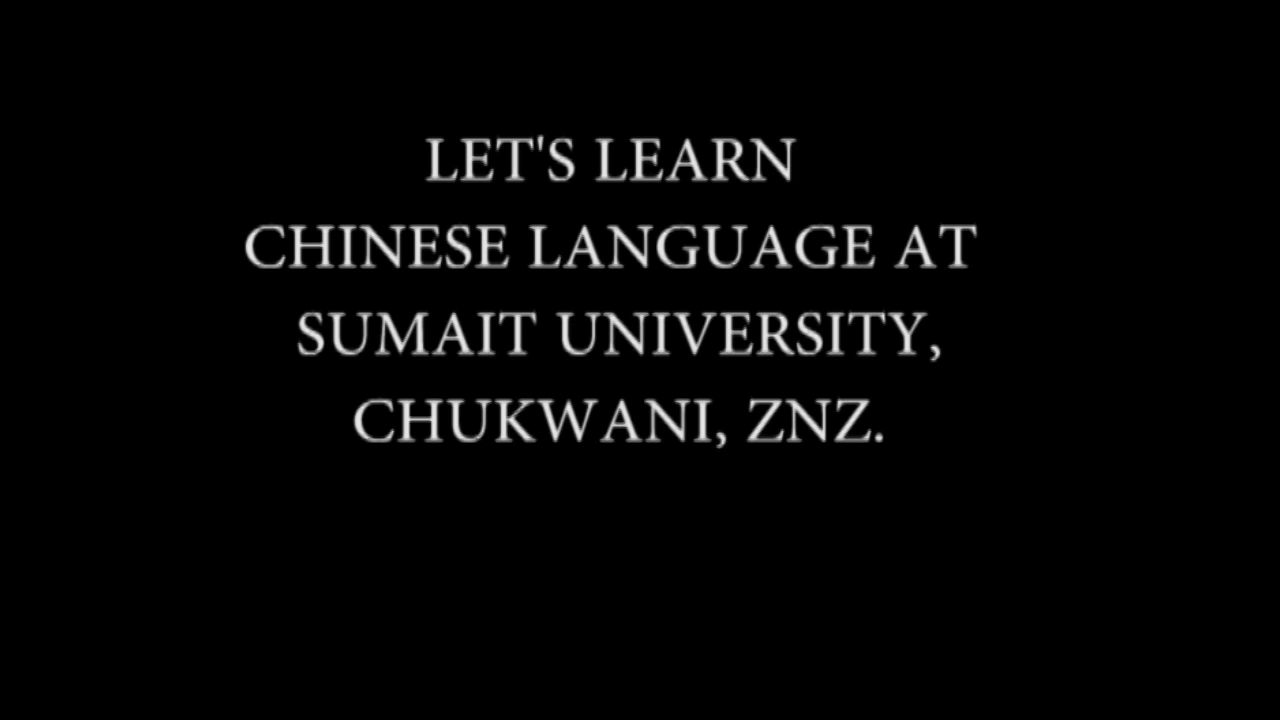 LET'S LEARN
CHINESE LANGUAGE AT
SUMAIT UNIVERSITY,
CHUKWANI, ZNZ.